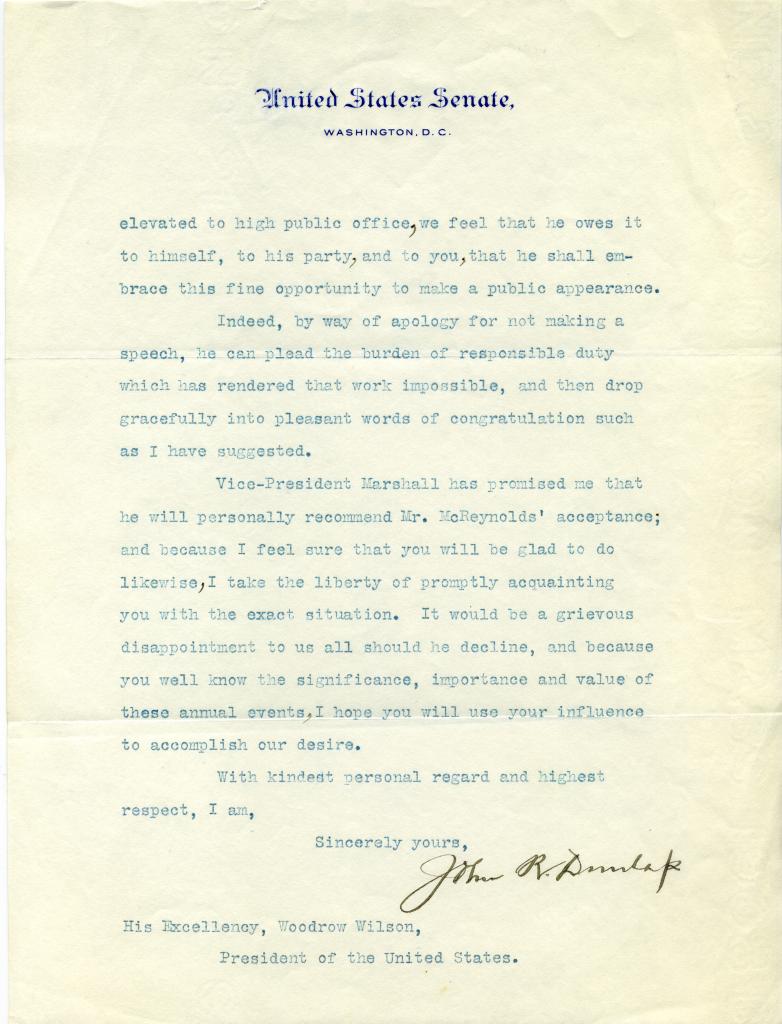 United States Senate,
WASHINGTON, D. C.
elevated to high public office, we feel that he owes it
to himself, to his party, and to you, that he shall em-
brace this fine opportunity to make a public appearance.
Indeed, by way of apology for not making a
speech, he can plead the burden of responsible duty
which has rendered that work impossible, and then drop
gracefully into pleasant words of congratulation such
as I have suggested.
Vice-President Marshall has promised me that
he will personally recommend Mr. McReynolds' acceptance;
and because I feel sure that you will be glad to do
likewise, I take the liberty of promptly acquainting
you with the exact situation. It would be a grievous
disappointment to us all should he decline, and because
you well know the significance, importance and value of
these annual events, I hope you will use your influence
to accomplish our desire.
With kindest personal regard and highest
respect, I am,
Sincerely yours,
John R. Dunlap
His Excellency, Woodrow Wilson,
President of the United States.